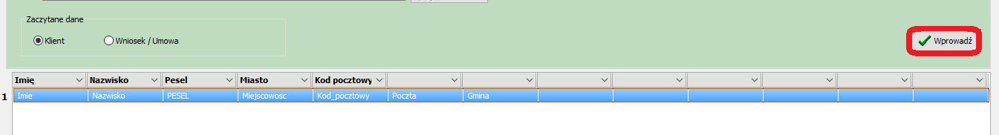 Zaczytane dane
Klient Wniosek / Umowa Wprowadź
Imię Nazwisko Pesel Miasto Kod pocztowy
1 Imie Nazwisko PESEL Miejscowosc Kod_pocztowy Poczta Gmina